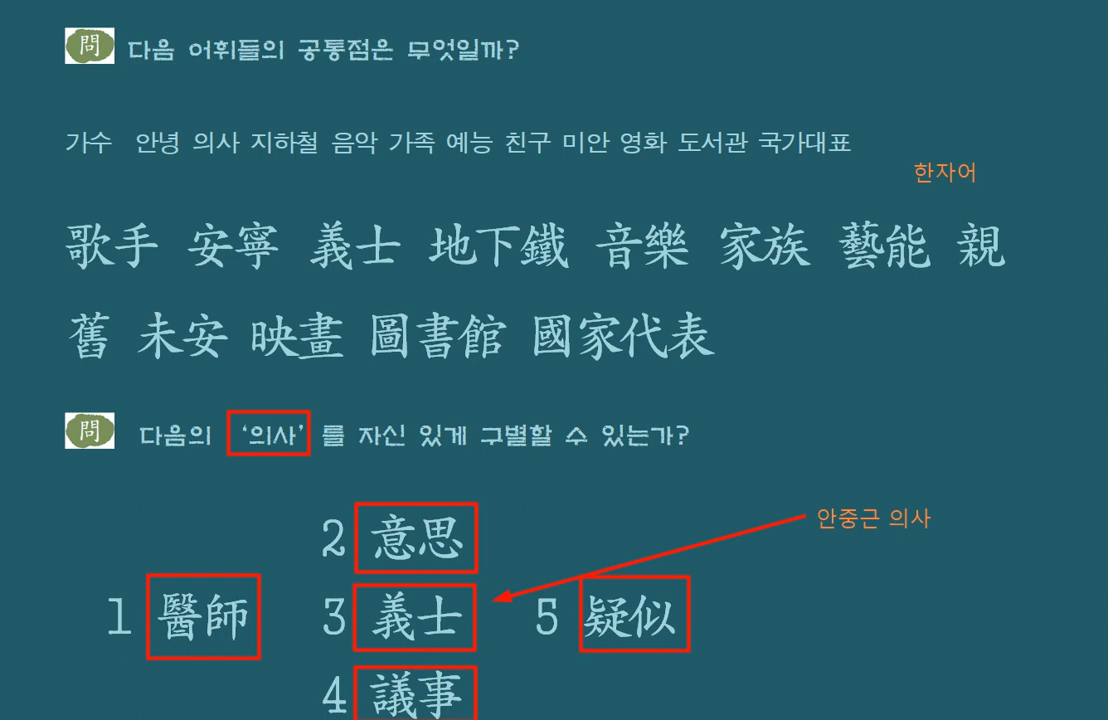 問 다음 어휘들의 공통점은 무엇일까?
가수 안녕 의사 지하철 음악 가족 예능 친구 미안 영화 도서관 국가대표
한자어
歌手 安寧 義士 地下鐵 音樂 家族 藝能 親
舊 未安 映畫 圖書館 國家代表
問 다음의 ‘의사’ 를 자신 있게 구별할 수 있는가?
안중근 의사
2 意思
1 醫師 3 義士 5 疑似
4 議事